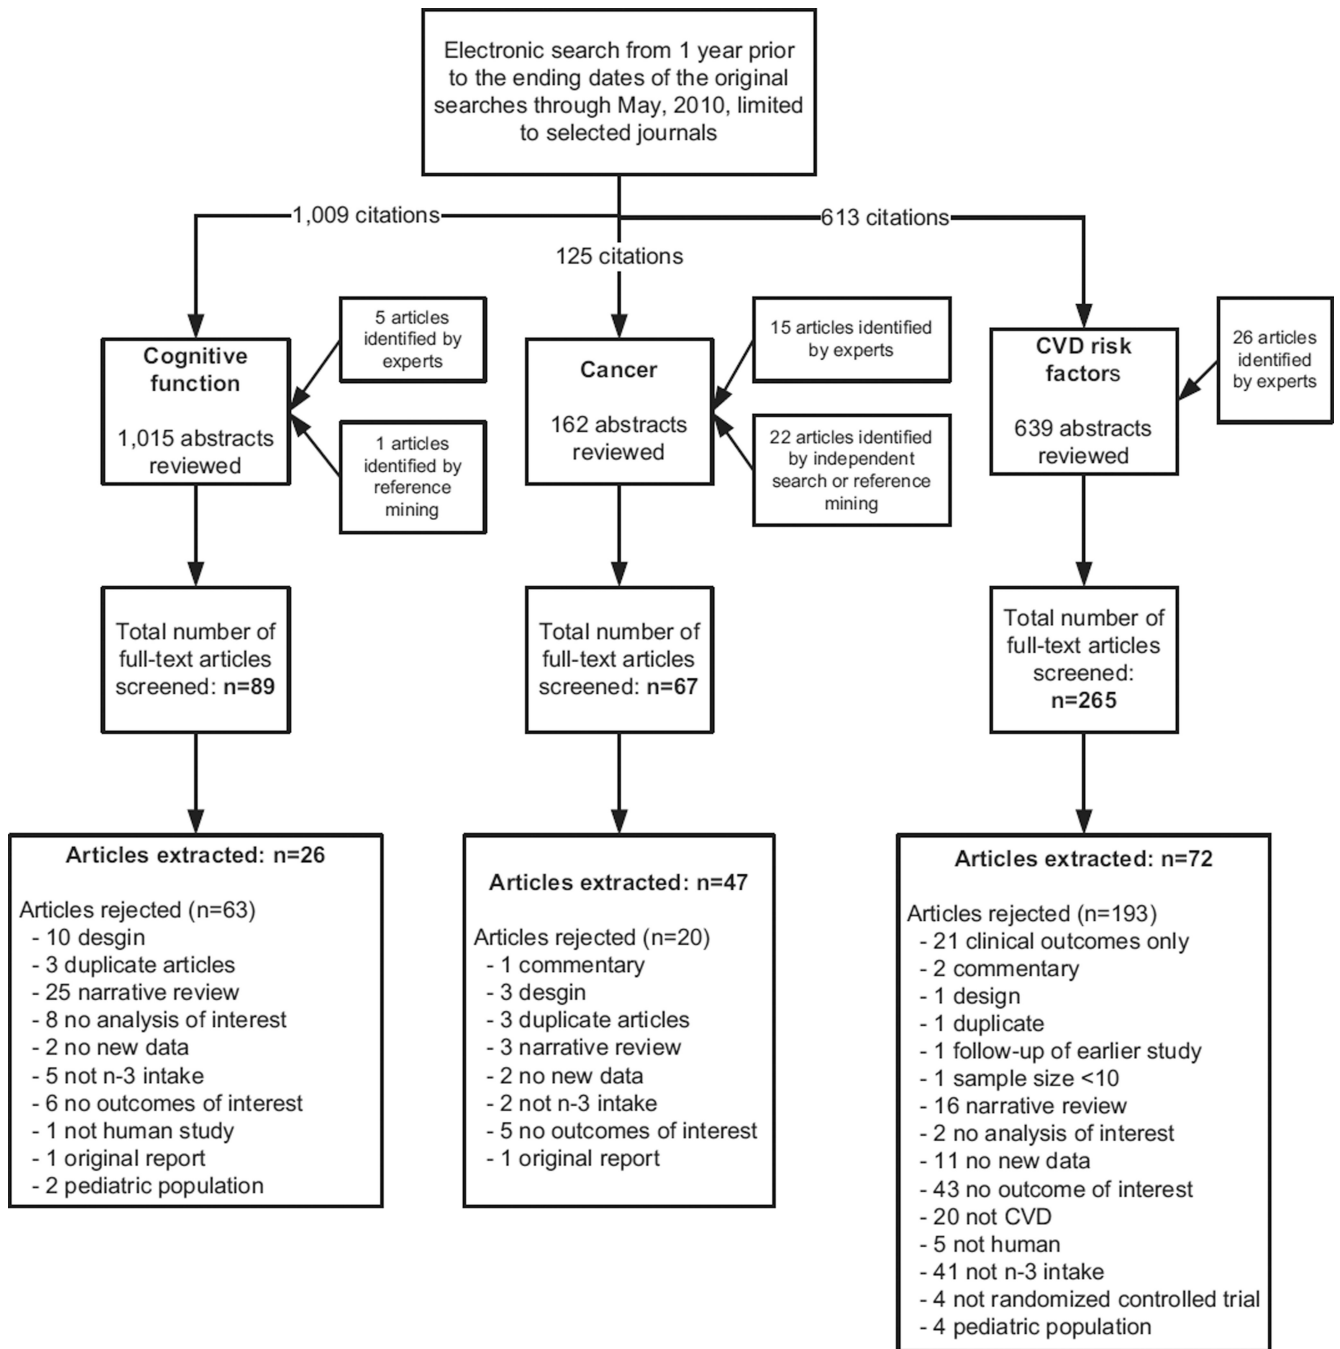 Electronic search from 1 year prior
to the ending dates of the original
searches through May, 2010, limited
to selected journals
1,009 citations
125 citations
613 citations
Cognitive
function
1,015 abstracts
reviewed
5 articles
identified by
experts
1 articles
identified by
reference
mining
Cancer
162 abstracts
reviewed
15 articles identified
by experts
22 articles identified
by independent
search or reference
mining
CVD risk
factors
639 abstracts
reviewed
26 articles
identified
by experts
Total number of
full-text articles
screened: n=89
Total number of
full-text articles
screened: n=67
Total number of
full-text articles
screened:
n=265
Articles extracted: n=26
Articles rejected (n=63)
- 10 desgin
- 3 duplicate articles
- 25 narrative review
- 8 no analysis of interest
- 2 no new data
- 5 not n-3 intake
- 6 no outcomes of interest
- 1 not human study
- 1 original report
- 2 pediatric population
Articles extracted: n=47
Articles rejected (n=20)
- 1 commentary
- 3 desgin
- 3 duplicate articles
- 3 narrative review
- 2 no new data
- 2 not n-3 intake
- 5 no outcomes of interest
- 1 original report
Articles extracted: n=72
Articles rejected (n=193)
- 21 clinical outcomes only
- 2 commentary
- 1 design
- 1 duplicate
- 1 follow-up of earlier study
- 1 sample size <10
- 16 narrative review
- 2 no analysis of interest
- 11 no new data
- 43 no outcome of interest
- 20 not CVD
- 5 not human
- 41 not n-3 intake
- 4 not randomized controlled trial
- 4 pediatric population